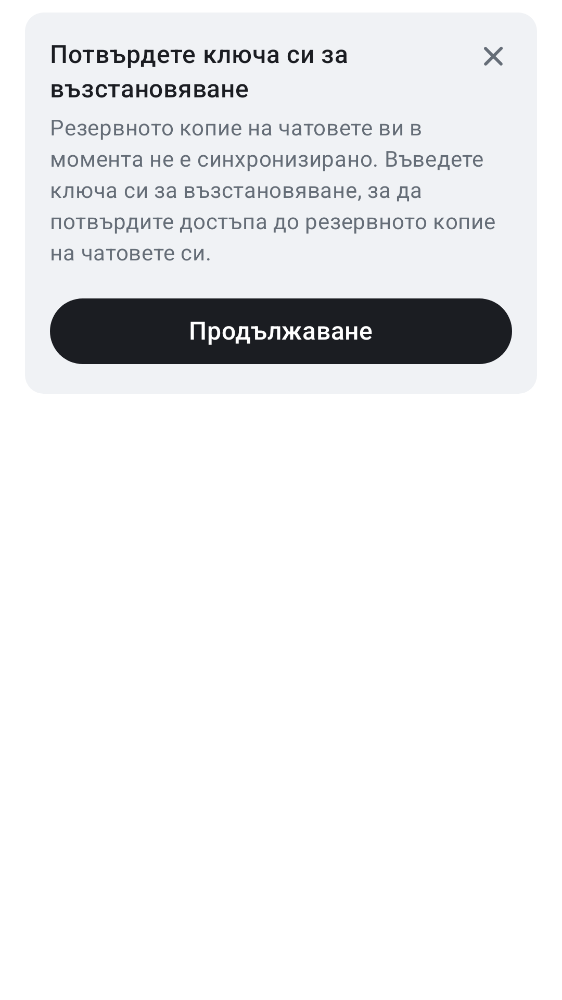 Потвърдете ключа си за
възстановяване
Резервното копие на чатовете ви в
момента не е синхронизирано. Въведете
ключа си за възстановяване, за да
потвърдите достъпа до резервното копие
на чатовете си.
Продължаване